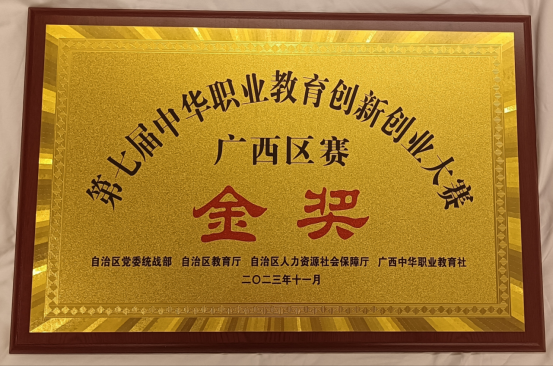 第七届中华职业教育创新创业大赛
广西区赛
金奖
自治区党委统战部 自治区教育厅 自治区人力资源社会保障厅 广西中华职业教育社
二〇二三年十一月